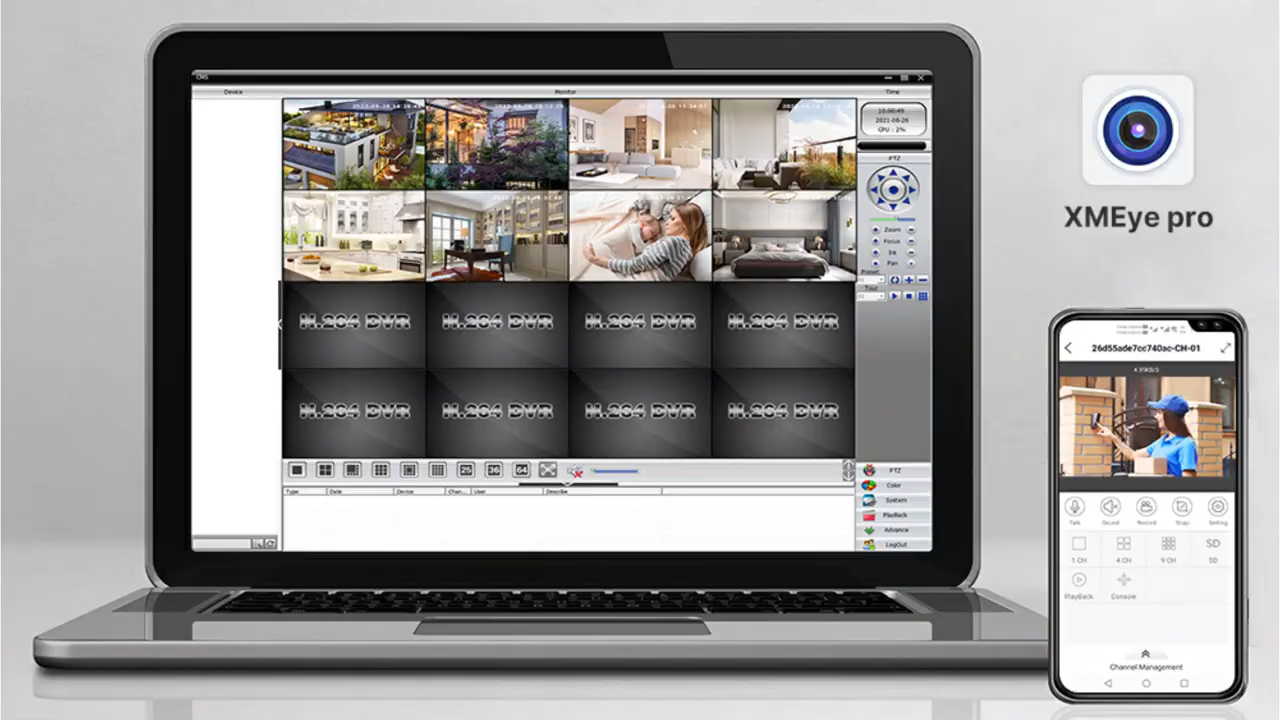 CMS
Device
Monitor
Time
10:00:49
2021-08-26
CPU : 2%
PTZ
Zoom
Focus
Iris
Pan
Preset
Tour
H.264 DVR
H.264 DVR
H.264 DVR
H.264 DVR
H.264 DVR
H.264 DVR
H.264 DVR
H.264 DVR
25
36
64
Type
Date
Device
Chan...
User
Describe
PTZ
Color
System
PlayBack
Advance
LogOut
XMEye pro
26d55ade7cc740ac-CH-01
Talk
Sound
Record
Snap
Setting
SD
1 CH
4 CH
9 CH
SD
PlayBack
Console
Channel Management